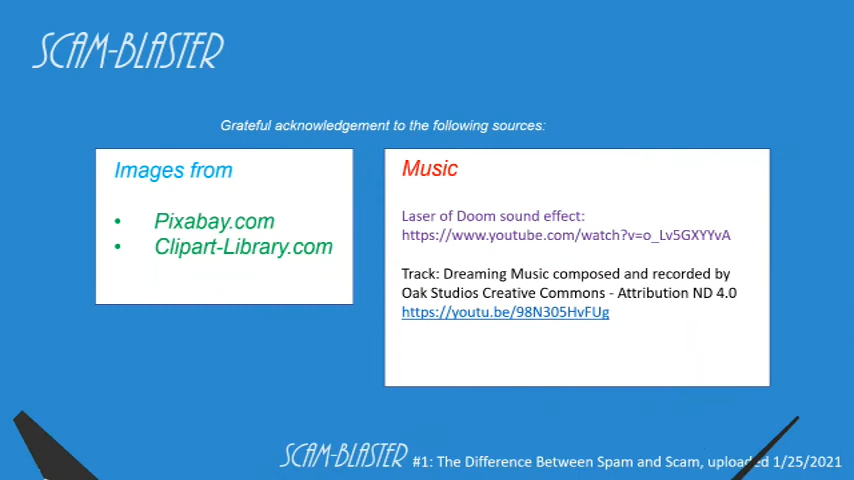 SCAM-BLASTER
Grateful acknowledgement to the following sources:
Images from
• Pixabay.com
• Clipart-Library.com
Music
Laser of Doom sound effect:
https://www.youtube.com/watch?v=o_Lv5GXYYvA
Track: Dreaming Music composed and recorded by
Oak Studios Creative Commons - Attribution ND 4.0
https://youtu.be/98N305HvFUg
SCAM-BLASTER #1: The Difference Between Spam and Scam, uploaded 1/25/2021